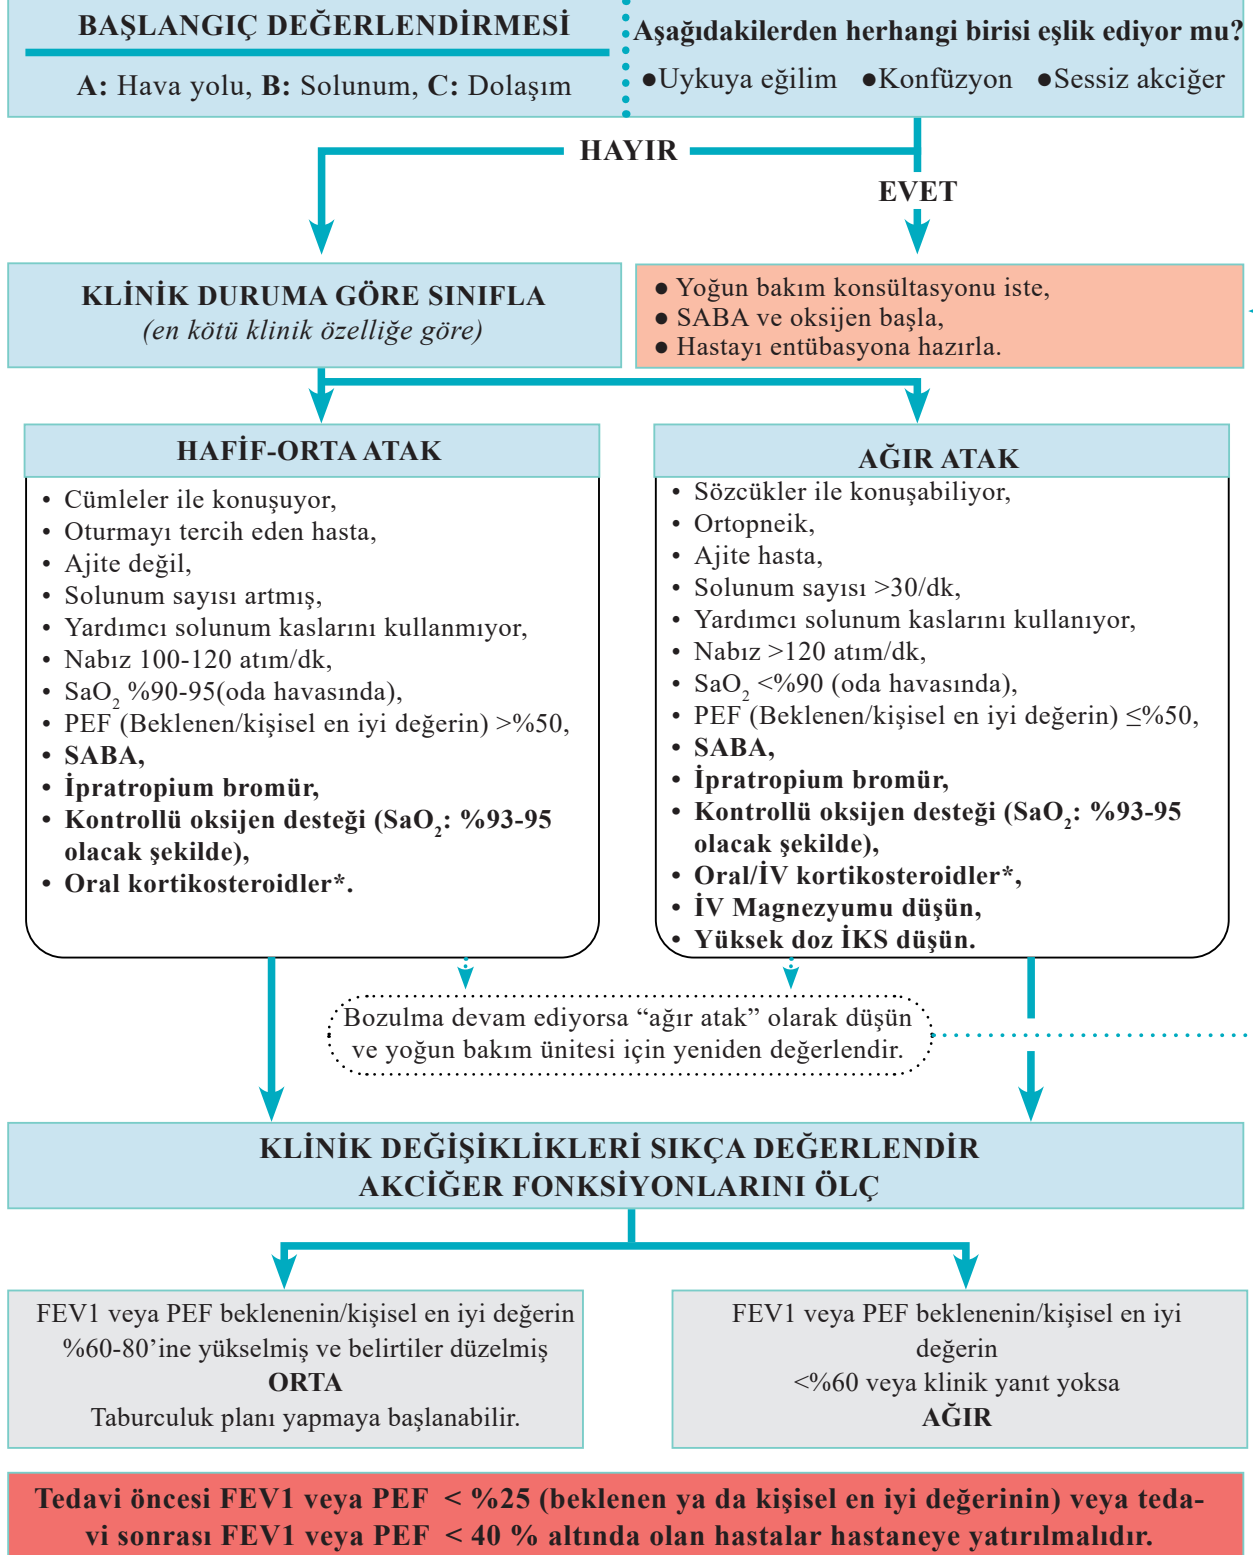 BAŞLANGIÇ DEĞERLENDİRMESİ
A: Hava yolu, B: Solunum, C: Dolaşım
Aşağıdakilerden herhangi birisi eşlik ediyor mu?
●Uykuya eğilim ●Konfüzyon ●Sessiz akciğer
HAYIR
EVET
KLİNİK DURUMA GÖRE SINIFLA
(en kötü klinik özelliğe göre)
● Yoğun bakım konsültasyonu iste,
● SABA ve oksijen başla,
● Hastayı entübasyona hazırla.
HAFİF-ORTA ATAK
• Cümleler ile konuşuyor,
• Oturmayı tercih eden hasta,
• Ajite değil,
• Solunum sayısı artmış,
• Yardımcı solunum kaslarını kullanmıyor,
• Nabız 100-120 atım/dk,
• SaO₂ %90-95(oda havasında),
• PEF (Beklenen/kişisel en iyi değerin) >%50,
• SABA,
• İpratropium bromür,
• Kontrollü oksijen desteği (SaO₂: %93-95
olacak şekilde),
• Oral kortikosteroidler*.
AĞIR ATAK
• Sözcükler ile konuşabiliyor,
• Ortopneik,
• Ajite hasta,
• Solunum sayısı >30/dk,
• Yardımcı solunum kaslarını kullanıyor,
• Nabız >120 atım/dk,
• SaO₂ <%90 (oda havasında),
• PEF (Beklenen/kişisel en iyi değerin) ≤%50,
• SABA,
• İpratropium bromür,
• Kontrollü oksijen desteği (SaO₂: %93-95
olacak şekilde),
• Oral/İV kortikosteroidler*,
• İV Magnezyumu düşün,
• Yüksek doz İKS düşün.
Bozulma devam ediyorsa “ağır atak” olarak düşün
ve yoğun bakım ünitesi için yeniden değerlendir.
KLİNİK DEĞİŞİKLİKLERİ SIKÇA DEĞERLENDİR
AKCİĞER FONKSİYONLARINI ÖLÇ
FEV1 veya PEF beklenenin/kişisel en iyi değerin
%60-80’ine yükselmiş ve belirtiler düzelmiş
ORTA
Taburculuk planı yapmaya başlanabilir.
FEV1 veya PEF beklenenin/kişisel en iyi
değerin
<%60 veya klinik yanıt yoksa
AĞIR
Tedavi öncesi FEV1 veya PEF < %25 (beklenen ya da kişisel en iyi değerinin) veya teda-
vi sonrası FEV1 veya PEF < 40 % altında olan hastalar hastaneye yatırılmalıdır.